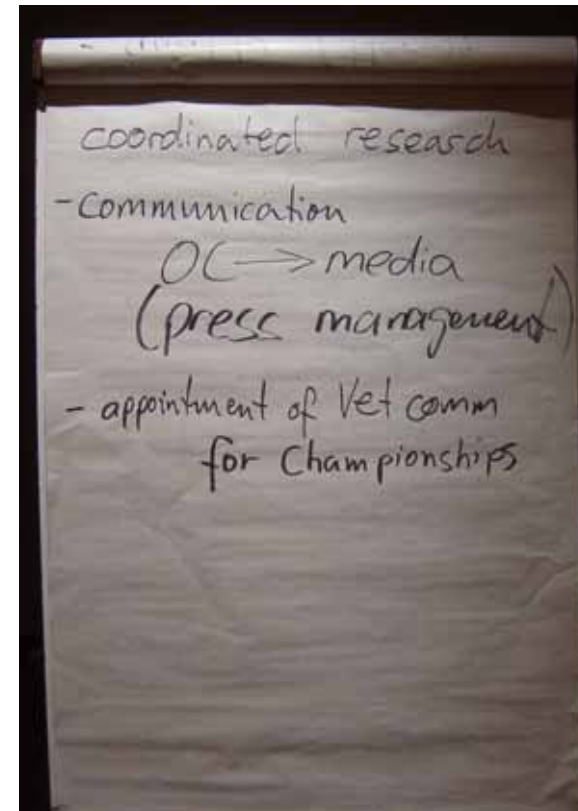 coordinated research
- Communication
OC → media
(press management)
- appointment of Vet comm
for Championships